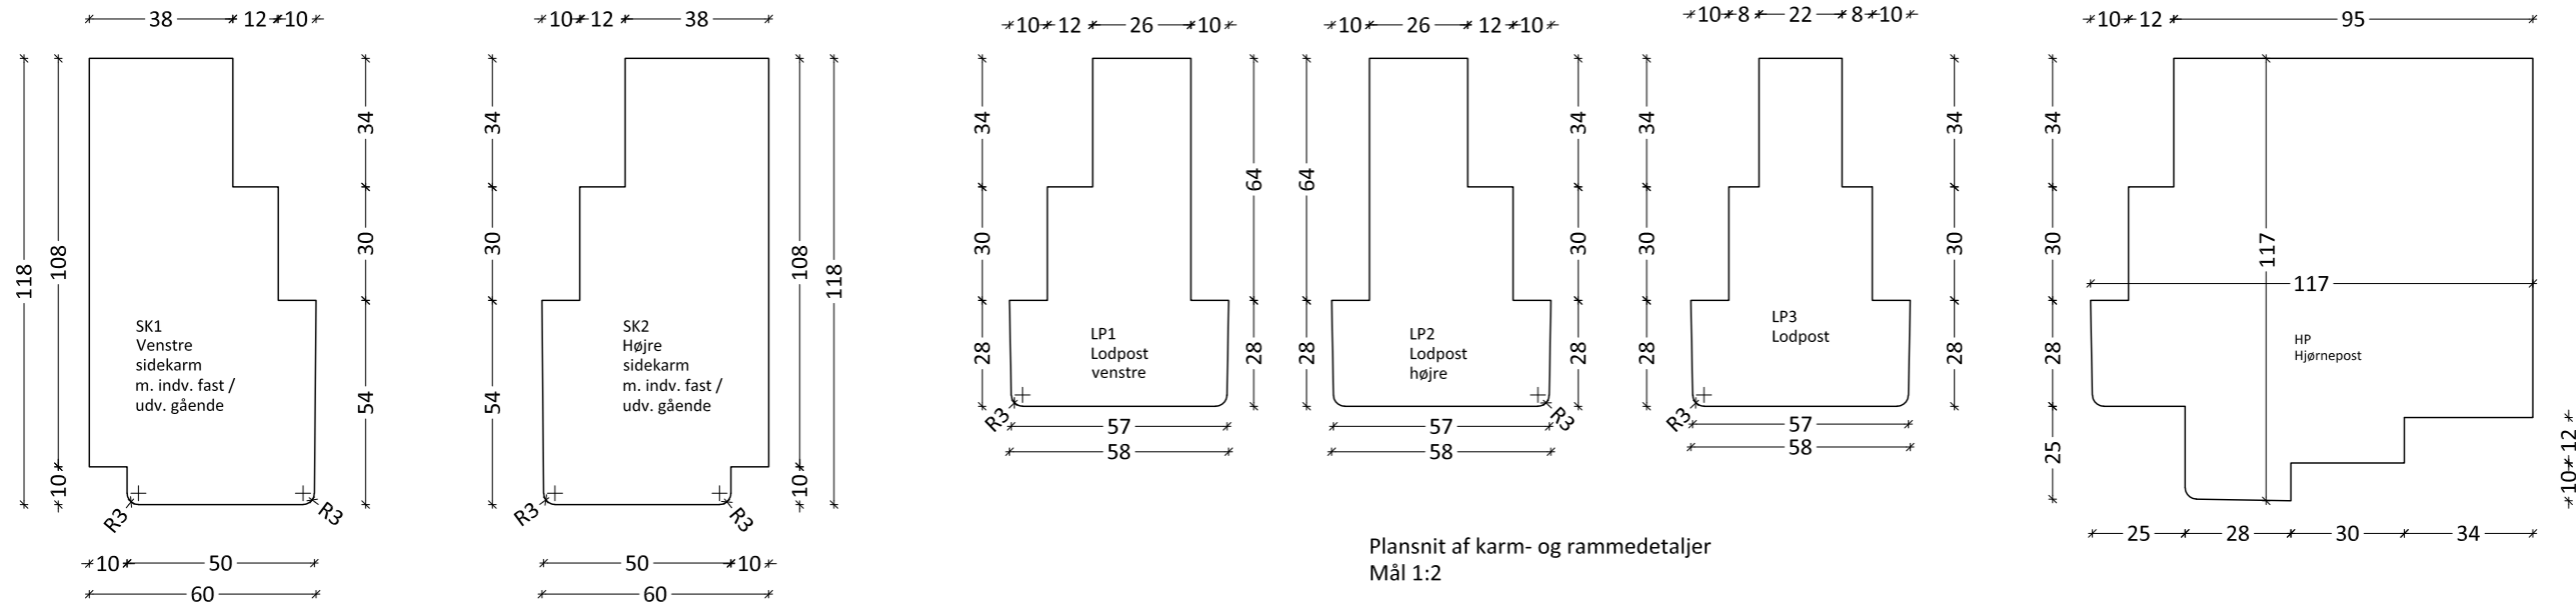 38 12 10
118
108
10
34
30
54
SK1
Venstre
sidekarm
m. indv. fast /
udv. gående
R3
R3
10 50
60
10 12 38
34
30
54
108
10
118
SK2
Højre
sidekarm
m. indv. fast /
udv. gående
R3
R3
50 10
60
10 12 26 10
34
30
28
64
28
LP1
Lodpost
venstre
R3
57
58
10 26 12 10
64
28
34
30
28
LP2
Lodpost
højre
R3
57
58
10 8 22 8 10
34
30
28
34
30
28
LP3
Lodpost
R3
57
58
10 12 95
34
30
28
25
117
117
HP
Hjørnepost
12
10
25 28 30 34
Plansnit af karm- og rammedetaljer
Mål 1:2